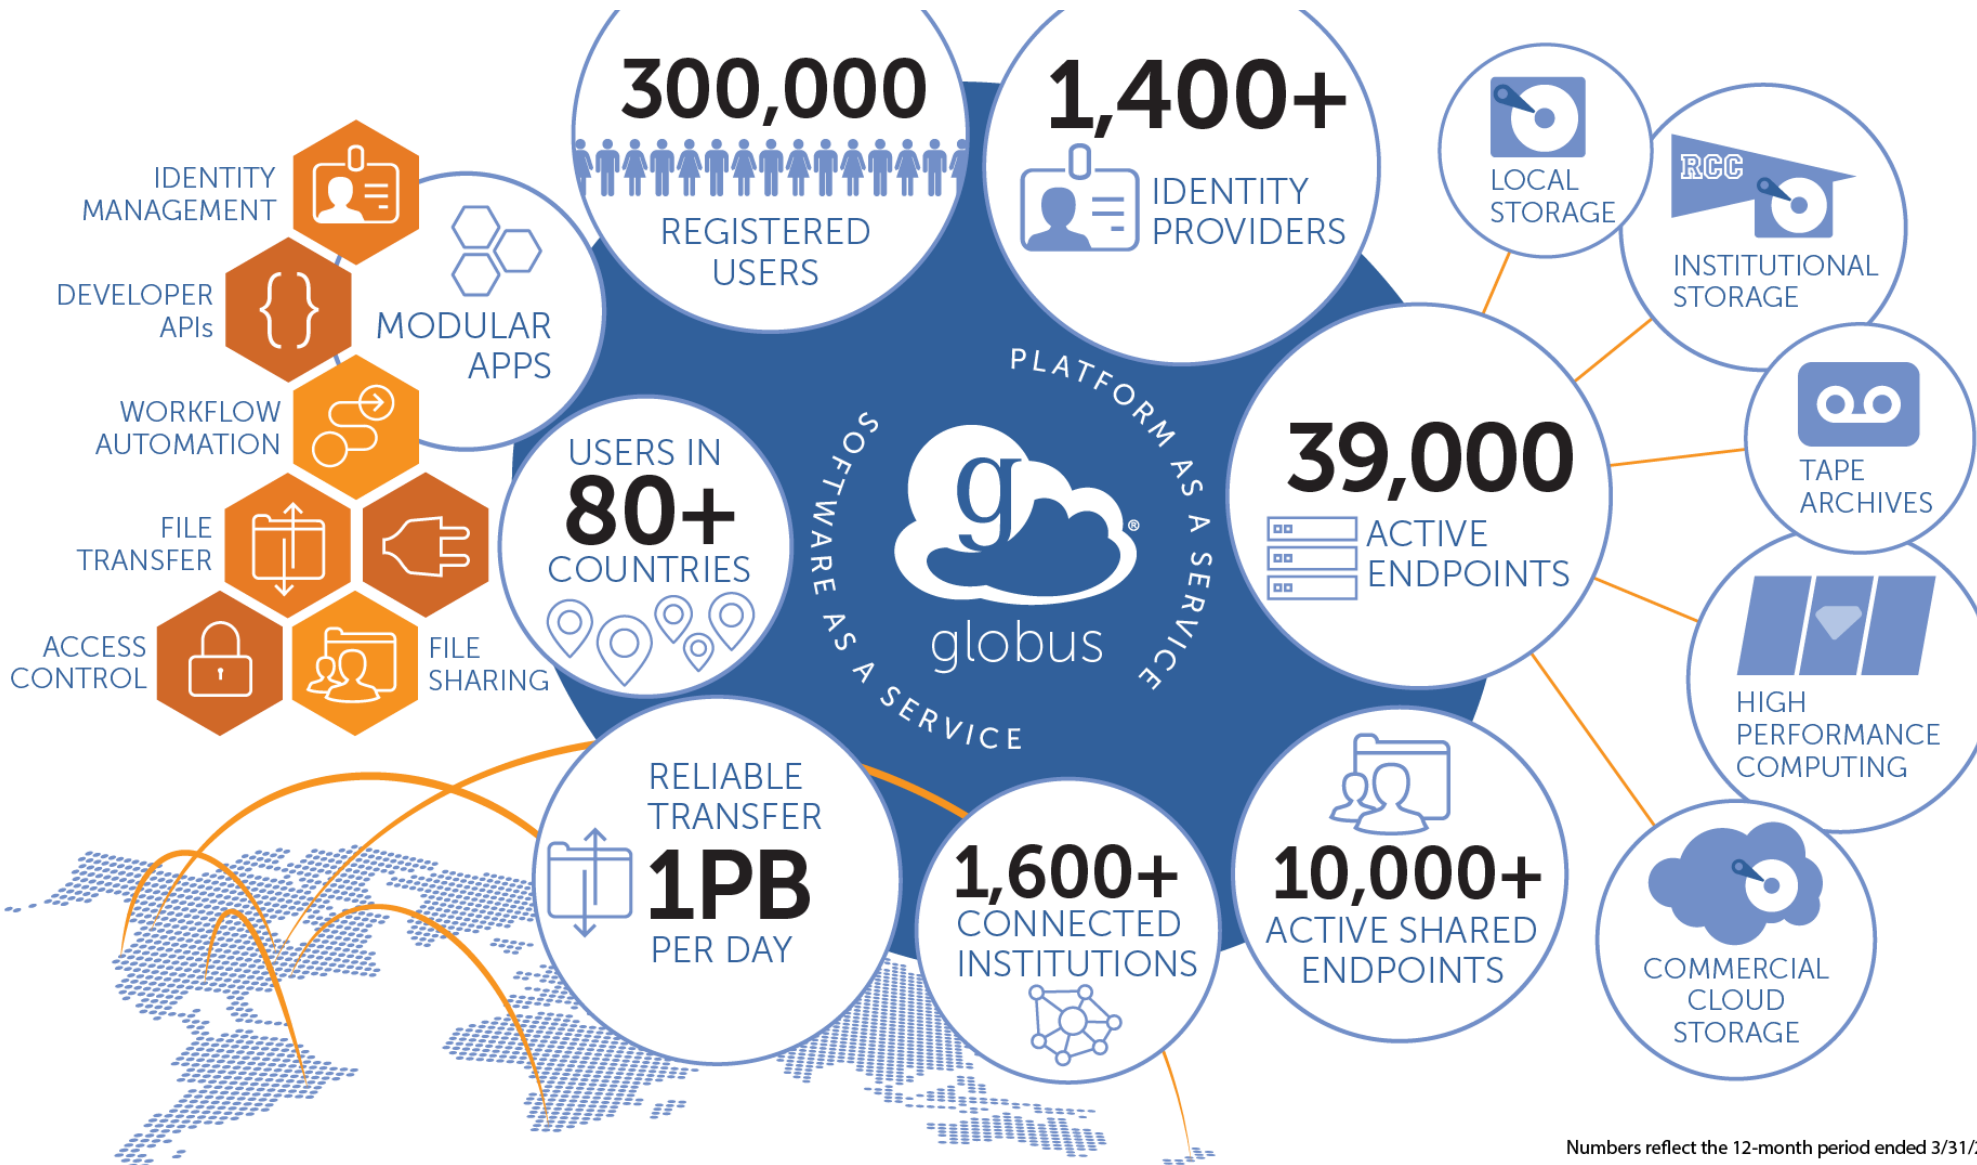 300,000
REGISTERED
USERS
1,400+
IDENTITY
PROVIDERS
LOCAL
STORAGE
RCC
INSTITUTIONAL
STORAGE
TAPE
ARCHIVES
HIGH
PERFORMANCE
COMPUTING
COMMERCIAL
CLOUD
STORAGE
IDENTITY
MANAGEMENT
DEVELOPER
APIs
WORKFLOW
AUTOMATION
FILE
TRANSFER
ACCESS
CONTROL
FILE
SHARING
MODULAR
APPS
USERS IN
80+
COUNTRIES
PLATFORM AS A SERVICE
SOFTWARE AS A SERVICE
g
®
globus
39,000
ACTIVE
ENDPOINTS
RELIABLE
TRANSFER
1PB
PER DAY
1,600+
CONNECTED
INSTITUTIONS
10,000+
ACTIVE SHARED
ENDPOINTS
Numbers reflect the 12-month period ended 3/31/